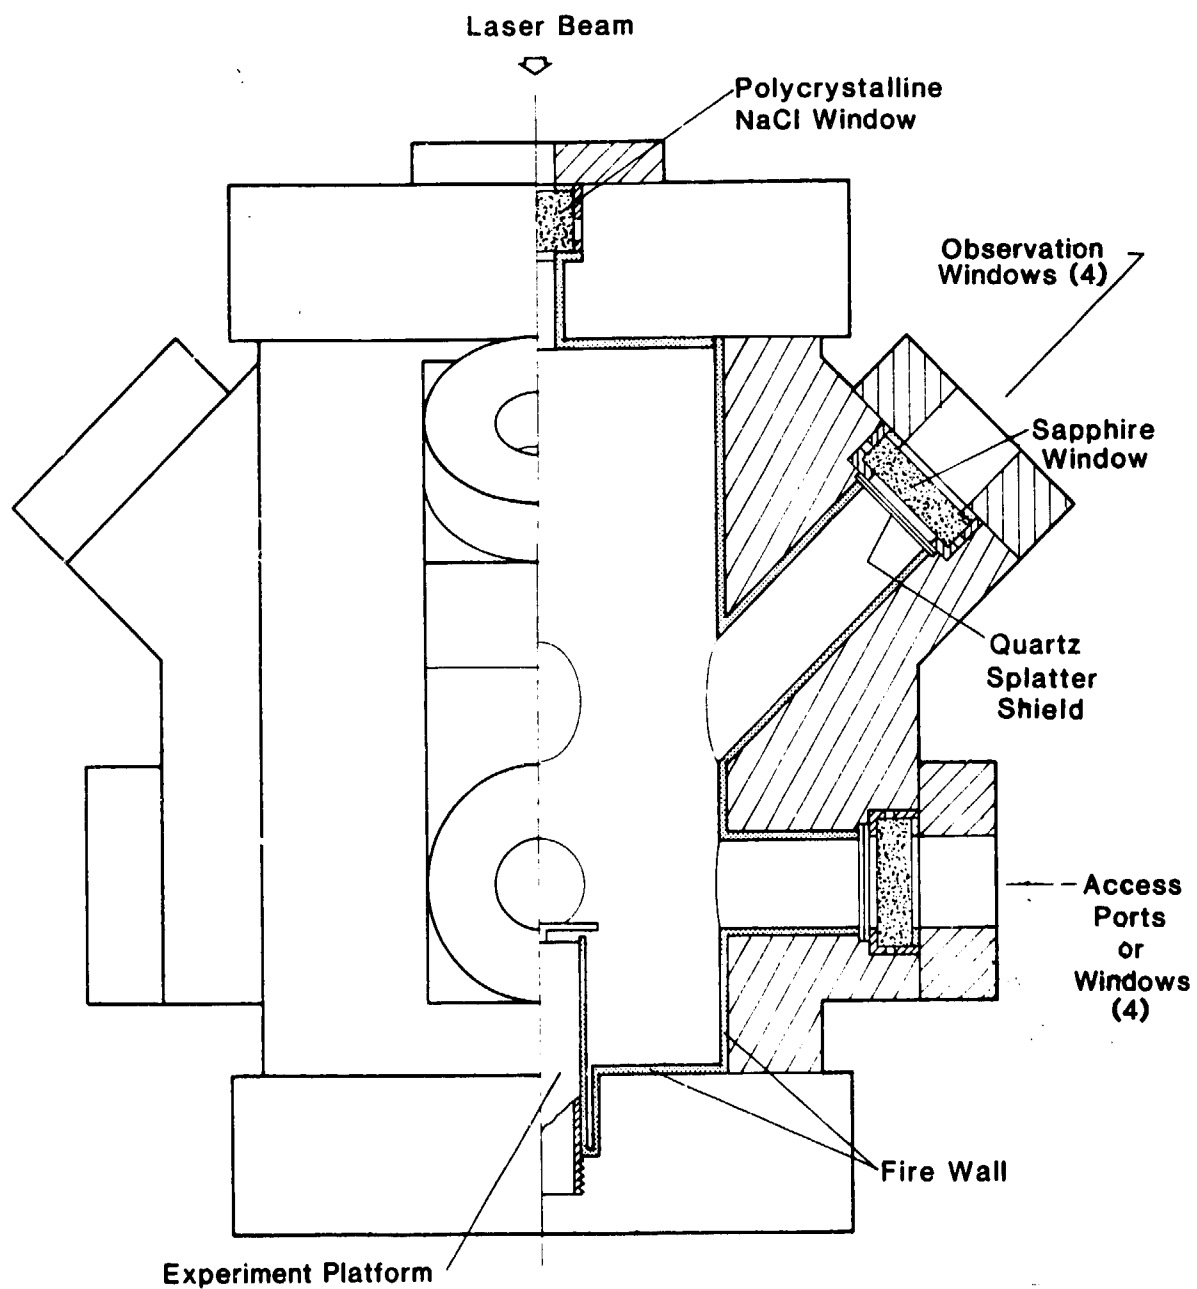 Laser Beam
Polycrystalline
NaCl Window
Observation
Windows (4)
Sapphire
Window
Quartz
Splatter
Shield
Access
Ports
or
Windows
(4)
Fire Wall
Experiment Platform